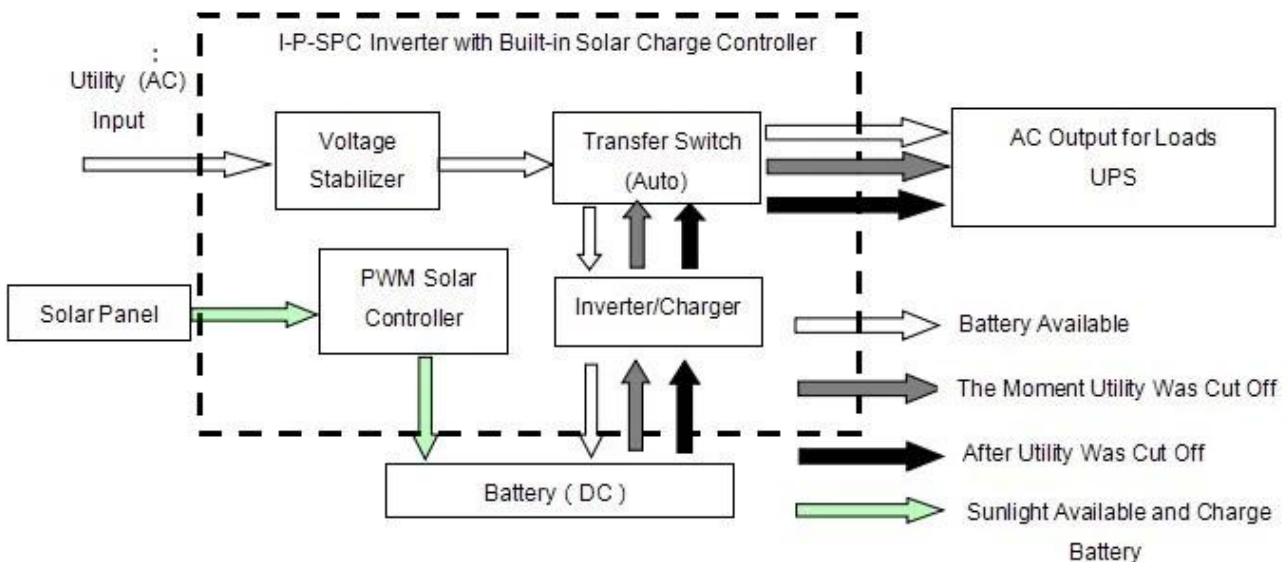 I-P-SPC Inverter with Built-in Solar Charge Controller
:
Utility (AC)
Input
Voltage
Stabilizer
Transfer Switch
(Auto)
AC Output for Loads
UPS
Solar Panel
PWM Solar
Controller
Inverter/Charger
Battery ( DC )
Battery Available
The Moment Utility Was Cut Off
After Utility Was Cut Off
Sunlight Available and Charge
Battery